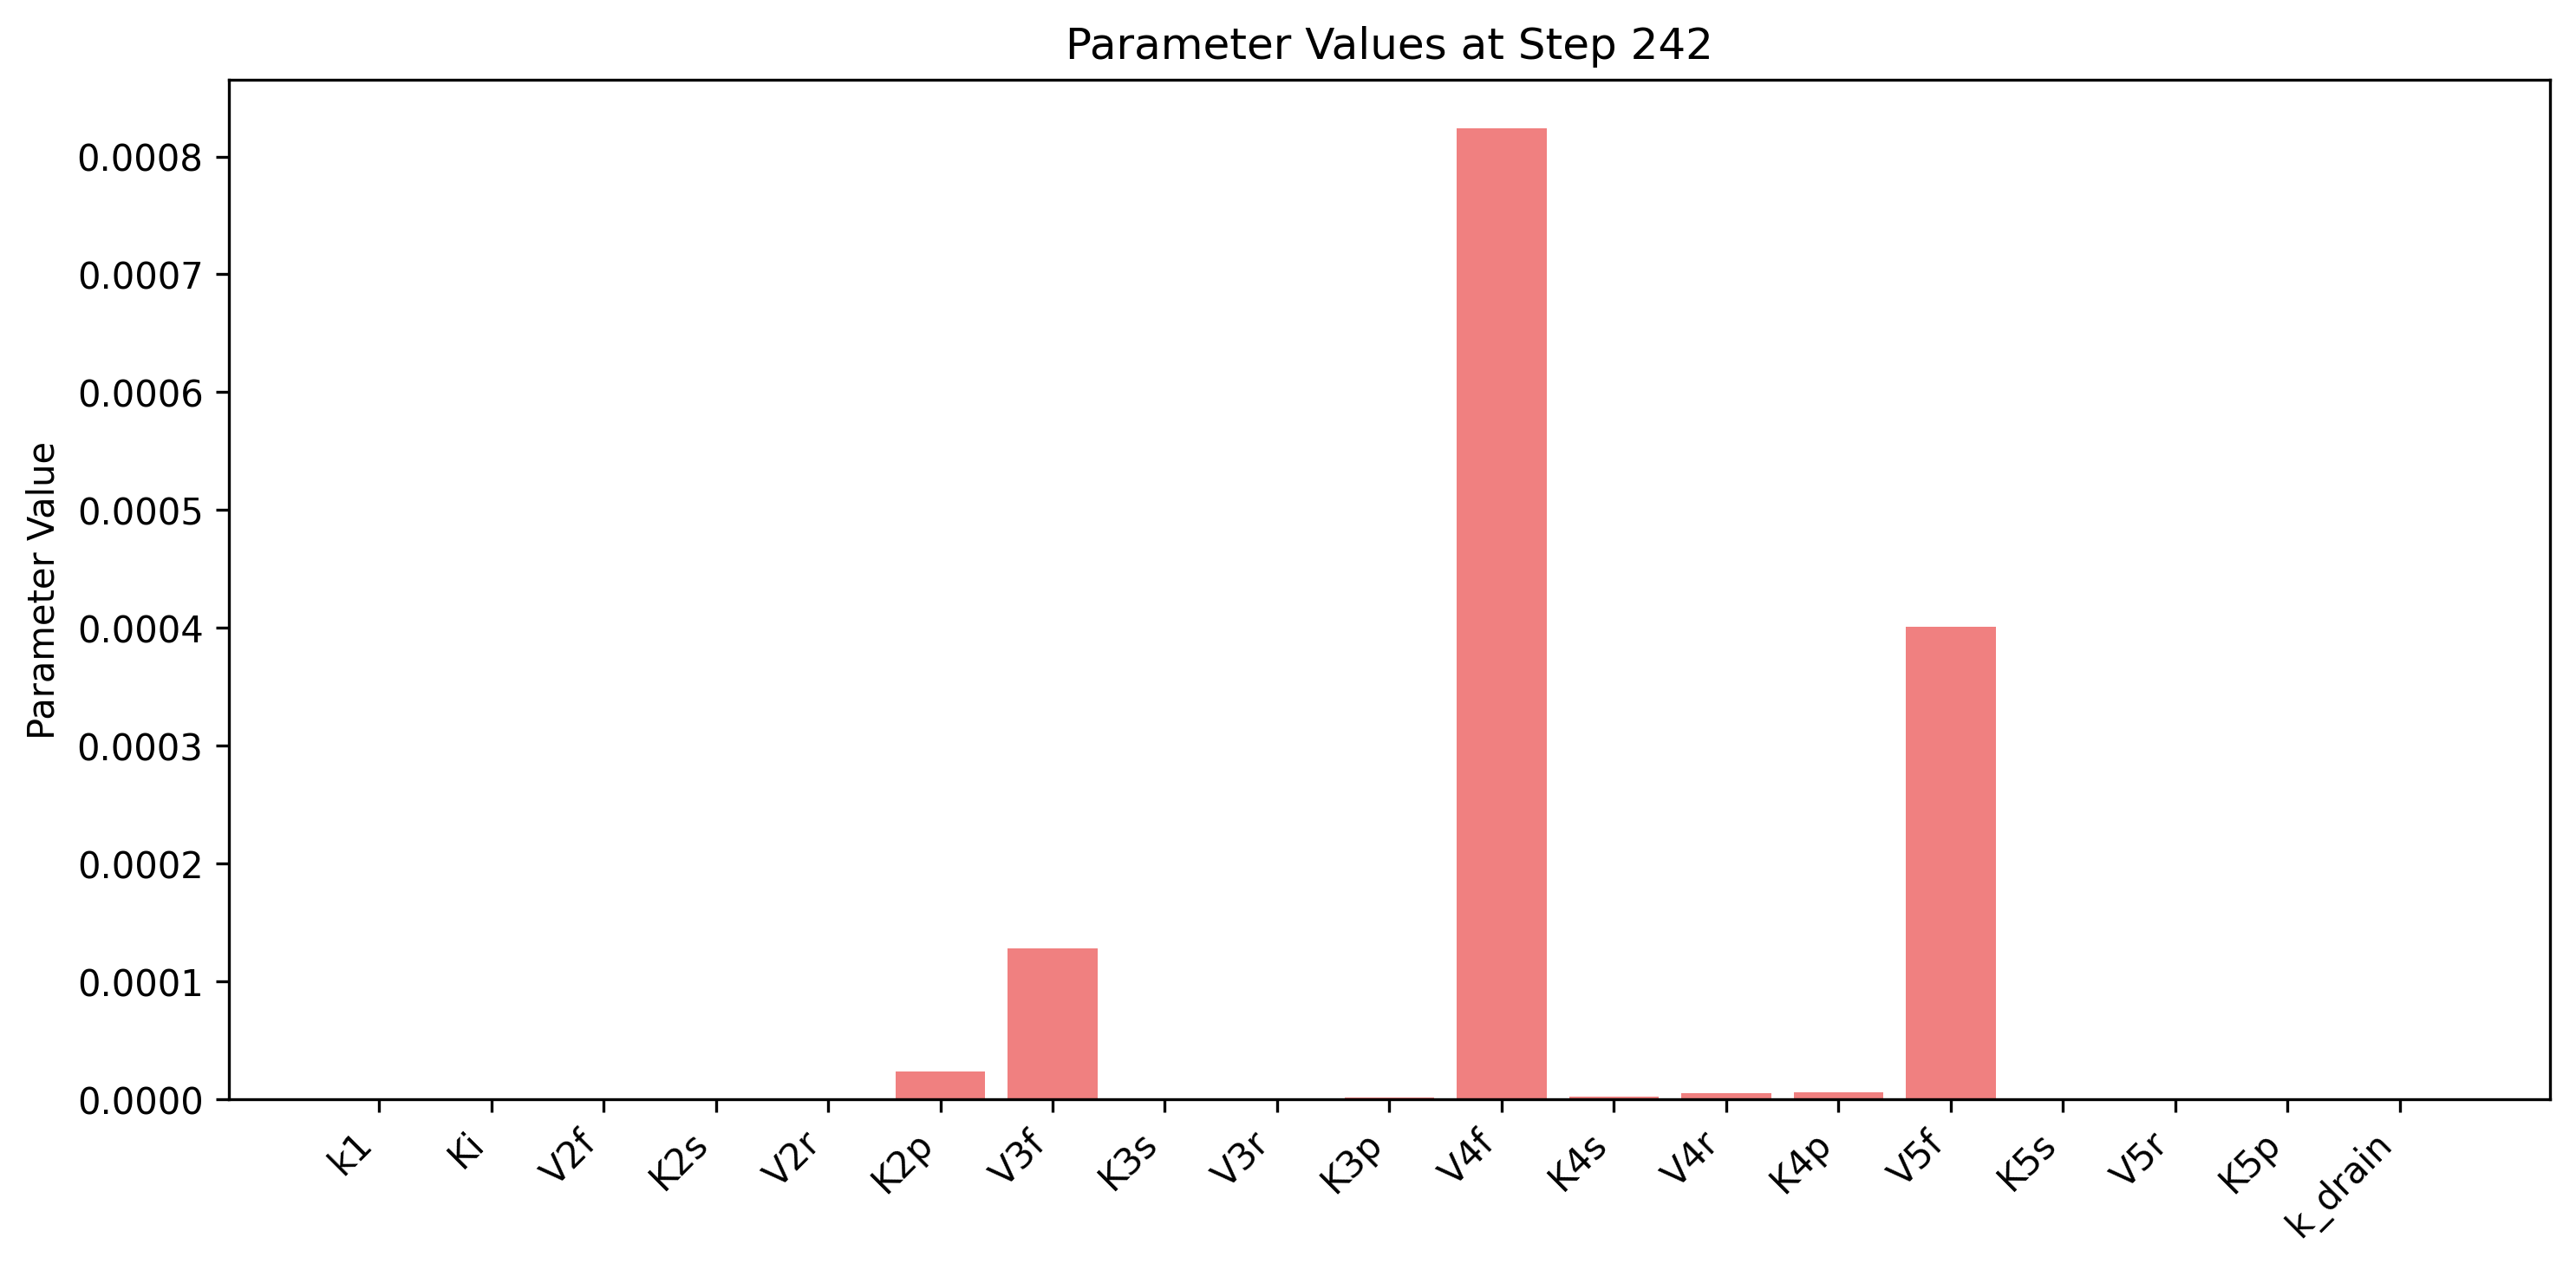 Parameter Values at Step 242
Parameter Value
0.0008
0.0007
0.0006
0.0005
0.0004
0.0003
0.0002
0.0001
0.0000
k1
Ki
V2f
K2s
V2r
K2p
V3f
K3s
V3r
K3p
V4f
K4s
V4r
K4p
V5f
K5s
V5r
K5p
k_drain